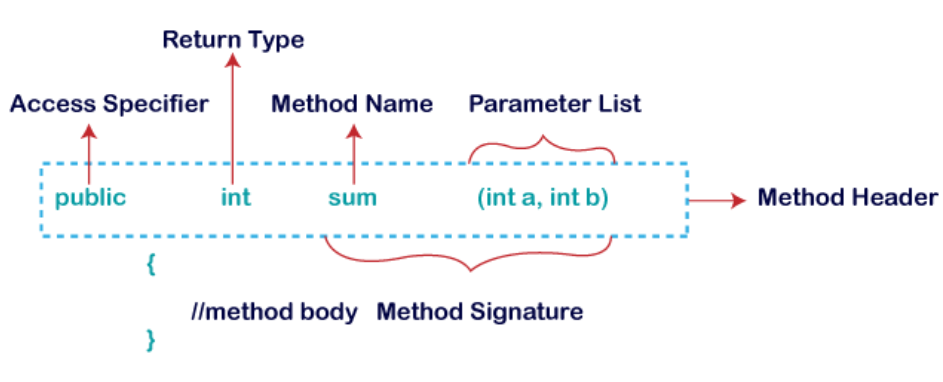 Return Type
Access Specifier Method Name Parameter List
public int sum (int a, int b) Method Header
{
//method body Method Signature
}